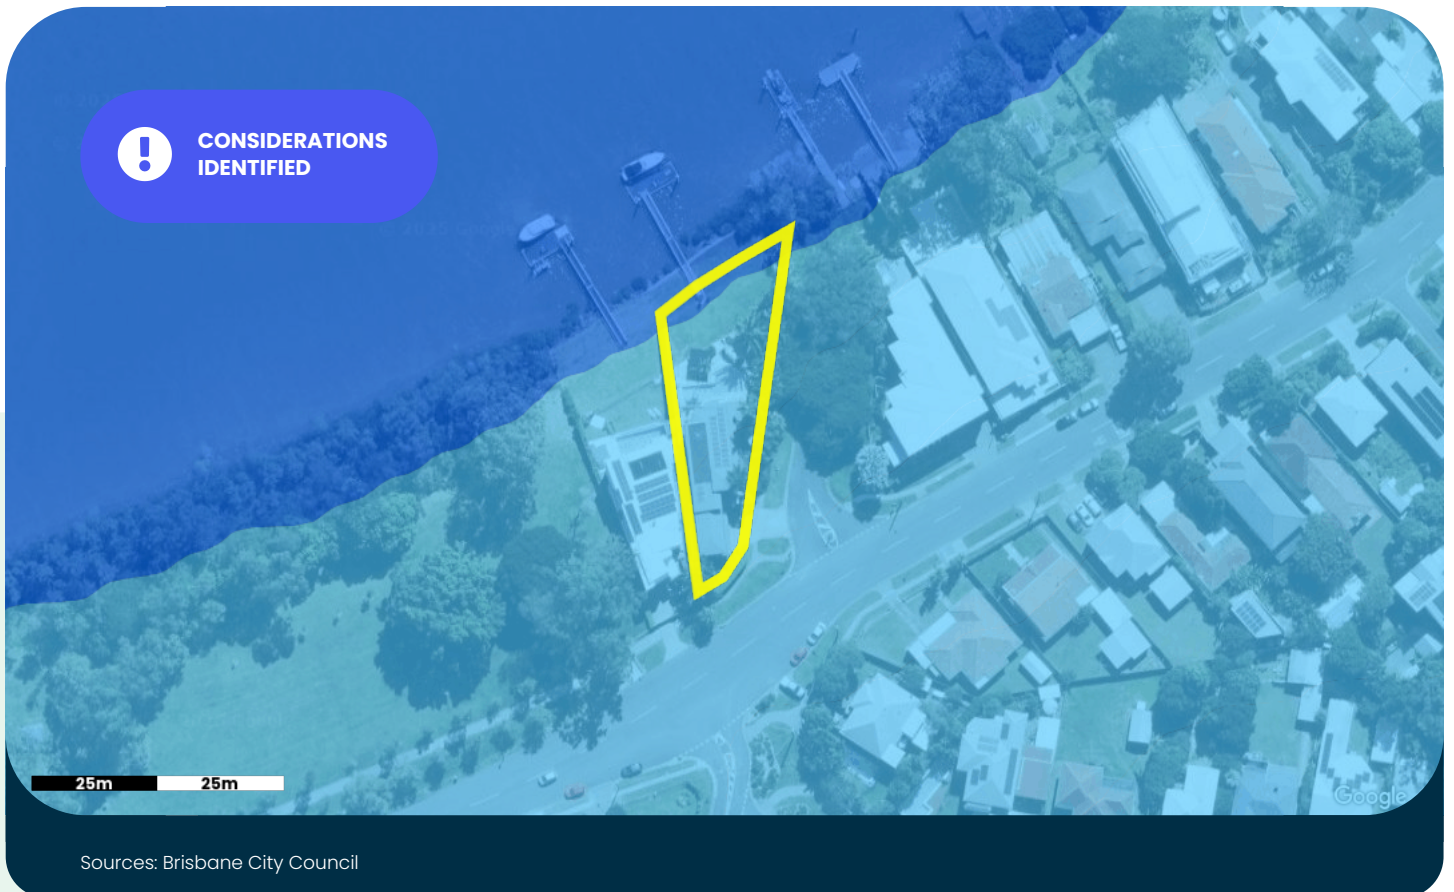 CONSIDERATIONS
IDENTIFIED
25m 25m
Google
Sources: Brisbane City Council